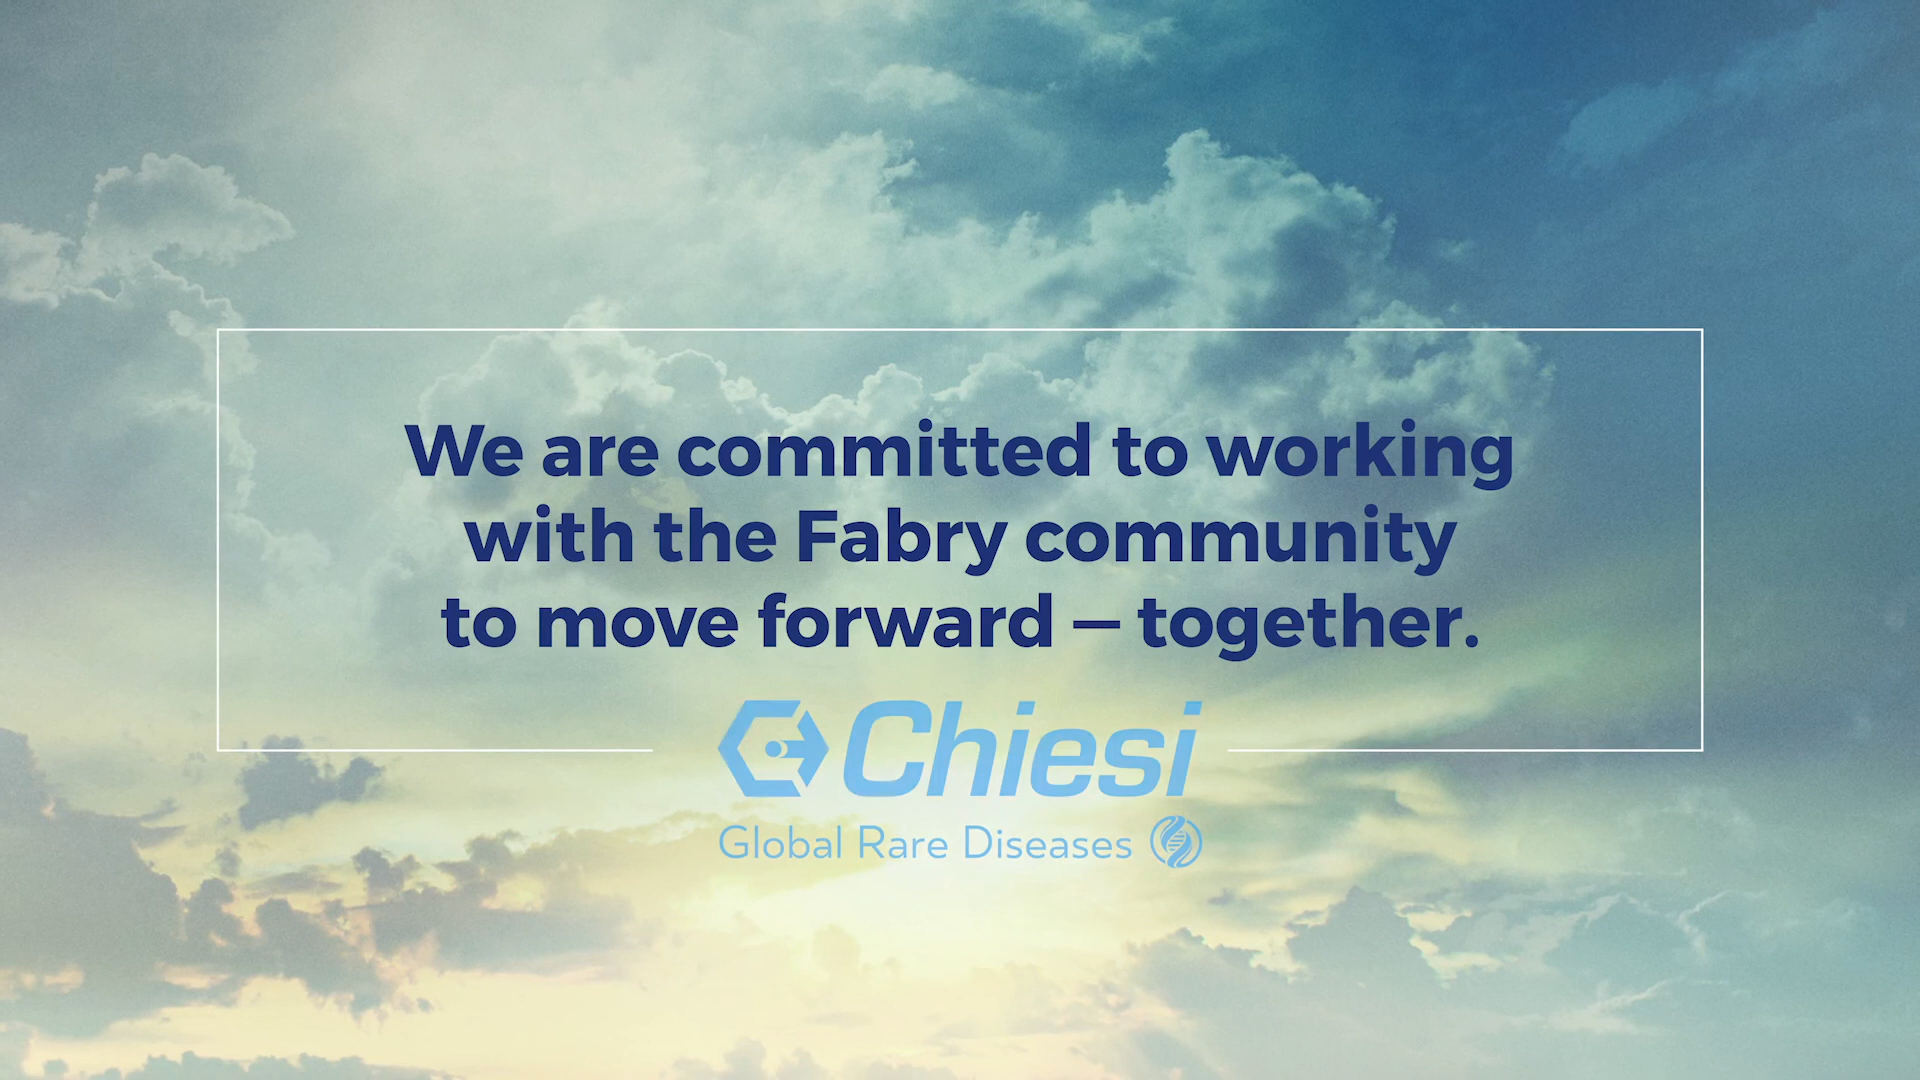 We are committed to working
with the Fabry community
to move forward — together.
Chiesi
Global Rare Diseases